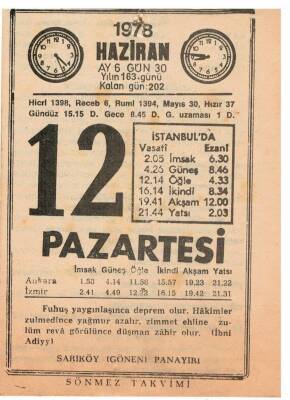 1978
HAZİRAN
AY 6 GÜN 30
Yılın 163. günü
Kalan gün: 202
Hicrî 1398, Receb 6, Rumî 1394, Mayıs 30, Hızır 37
Gündüz 15.15 D. Gece 8.45 D. G. uzaması 1 D.
12
İSTANBUL'DA
Vasatî Ezanî
2.05 İmsak 6.30
4.26 Güneş 8.46
12.14 Öğle 4.33
16.14 İkindi 8.34
19.41 Akşam 12.00
21.44 Yatsı 2.03
PAZARTESİ
İmsak Güneş Öğle İkindi Akşam Yatsı
Ankara 1.53 4.14 11.58 15.57 19.23 21.22
İzmir 2.41 4.49 12.23 16.15 19.42 21.31
Fuhuş yaygınlaşınca deprem olur. Hâkimler
zulmedince yağmur azalır, zimmet ehline zu-
lüm revâ görülünce düşman zâhir olur. (İbni
Adiyy)
SARIKÖY (GÖNEN) PANAYIRI
SÖNMEZ TAKVİMİ